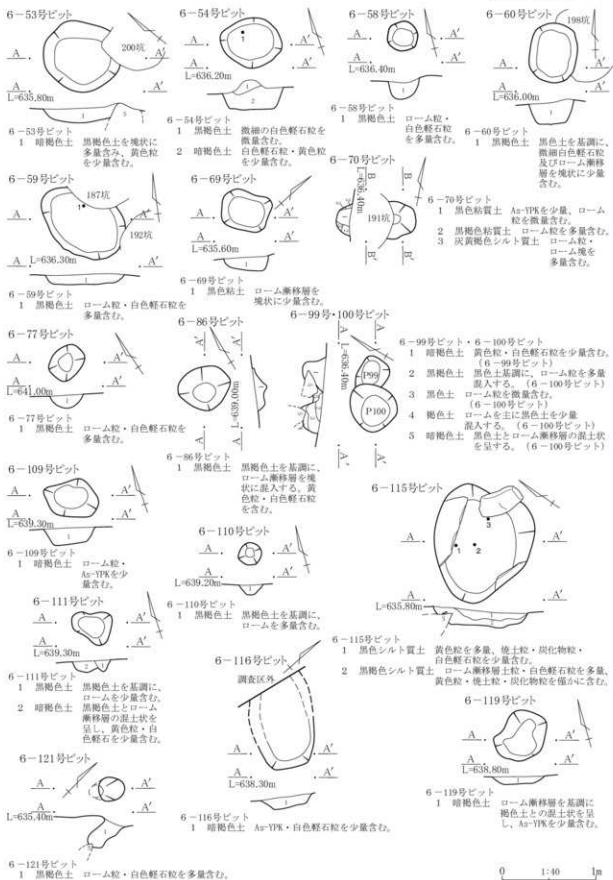 6－53号ピット
200坑
A A′
A A′
L=635.80m
1
S
6－53号ピット
1 暗褐色土 黒褐色土を塊状に
多量含み、黄色粒
を少量含む。
6－54号ピット
1
A A′
A A′
L=636.20m
1
2
6－54号ピット
1 黒褐色土 微細の白色軽石粒を
微量含む。
2 暗褐色土 白色軽石粒・黄色粒
を少量含む。
6－58号ピット
A A′
A A′
L=636.40m
1
6－58号ピット
1 黒褐色土 ローム粒・
白色軽石粒
を多量含む。
6－60号ピット
198坑
A A′
A A′
L=636.00m
1
6－60号ピット
1 黒褐色土 黒色土を基調に、
微細白色軽石粒
及びローム漸移
層を塊状に少量
含む。
6－59号ピット
187坑
1
192坑
A A′
A A′
L=636.30m
1
6－59号ピット
1 黒褐色土 ローム粒・白色軽石粒を
多量含む。
6－69号ピット
A A′
A A′
L=635.60m
1
6－69号ピット
1 黒色粘土 ローム漸移層を
塊状に少量含む。
6－70号ピット
L=636.40m
B B
191坑
B′ B′
6－70号ピット
1 黒色粘質土 As-YPKを少量、ローム
粒を微量含む。
2 黒褐色粘質土 ローム粒を多量含む。
3 灰黄褐色シルト質土 ローム粒・
ローム塊を
多量含む。
6－77号ピット
A A′
A A′
L=641.00m
1
6－77号ピット
1 黒褐色土 ローム粒・白色軽石粒を
多量含む。
6－86号ピット
A′ A′
L=639.00m
A A
1
6－86号ピット
1 黒褐色土 黒褐色土を基調に、
ローム漸移層を塊
状に混入する。黄
色粒・白色軽石粒
を含む。
6－99号・100号ピット
A A
L=636.40m
P99
P100
A′ A′
6－99号ピット・6－100号ピット
1 暗褐色土 黄色粒・白色軽石粒を少量含む。
（6－99号ピット）
2 黒褐色土 黒色土基調に、ローム粒を多量
混入する。（6－100号ピット）
3 黒色土 ローム粒を微量含む。
（6－100号ピット）
4 褐色土 ロームを主に黒色土を少量
混入する。（6－100号ピット）
5 暗褐色土 黒色土とローム漸移層の混土状
を呈する。（6－100号ピット）
6－109号ピット
A A′
A A′
L=639.30m
1
6－109号ピット
1 暗褐色土 ローム粒・
As-YPKを少
量含む。
6－110号ピット
A A′
A A′
L=639.20m
1
6－110号ピット
1 黒褐色土 黒褐色土を基調に、
ロームを多量含む。
6－115号ピット
3
1 2
A A′
A A′
L=635.80m
1
S
6－115号ピット
1 黒色シルト質土 黄色粒を多量、焼土粒・炭化物粒・
白色軽石粒を少量含む。
2 黒褐色シルト質土 ローム漸移層土粒・白色軽石粒を多量、
黄色粒・焼土粒・炭化物粒を僅かに含む。
6－111号ピット
A A′
A A′
L=639.30m
2 1
6－111号ピット
1 黒褐色土 黒褐色土を基調に、
ロームを少量含む。
2 暗褐色土 黒褐色土とローム
漸移層の混土状を
呈し、黄色粒・白
色軽石を少量含む。
6－116号ピット
調査区外
A A′
A A′
L=638.30m
1
6－116号ピット
1 暗褐色土 As-YPK・白色軽石粒を少量含む。
6－119号ピット
A A′
A A′
L=638.80m
1
6－119号ピット
1 暗褐色土 ローム漸移層を基調に
褐色土との混土状を呈
し、As-YPKを少量含む。
6－121号ピット
A A′
A A′
L=635.40m
1
S
6－121号ピット
1 黒褐色土 ローム粒・白色軽石粒を多量含む。
0 1:40 1m